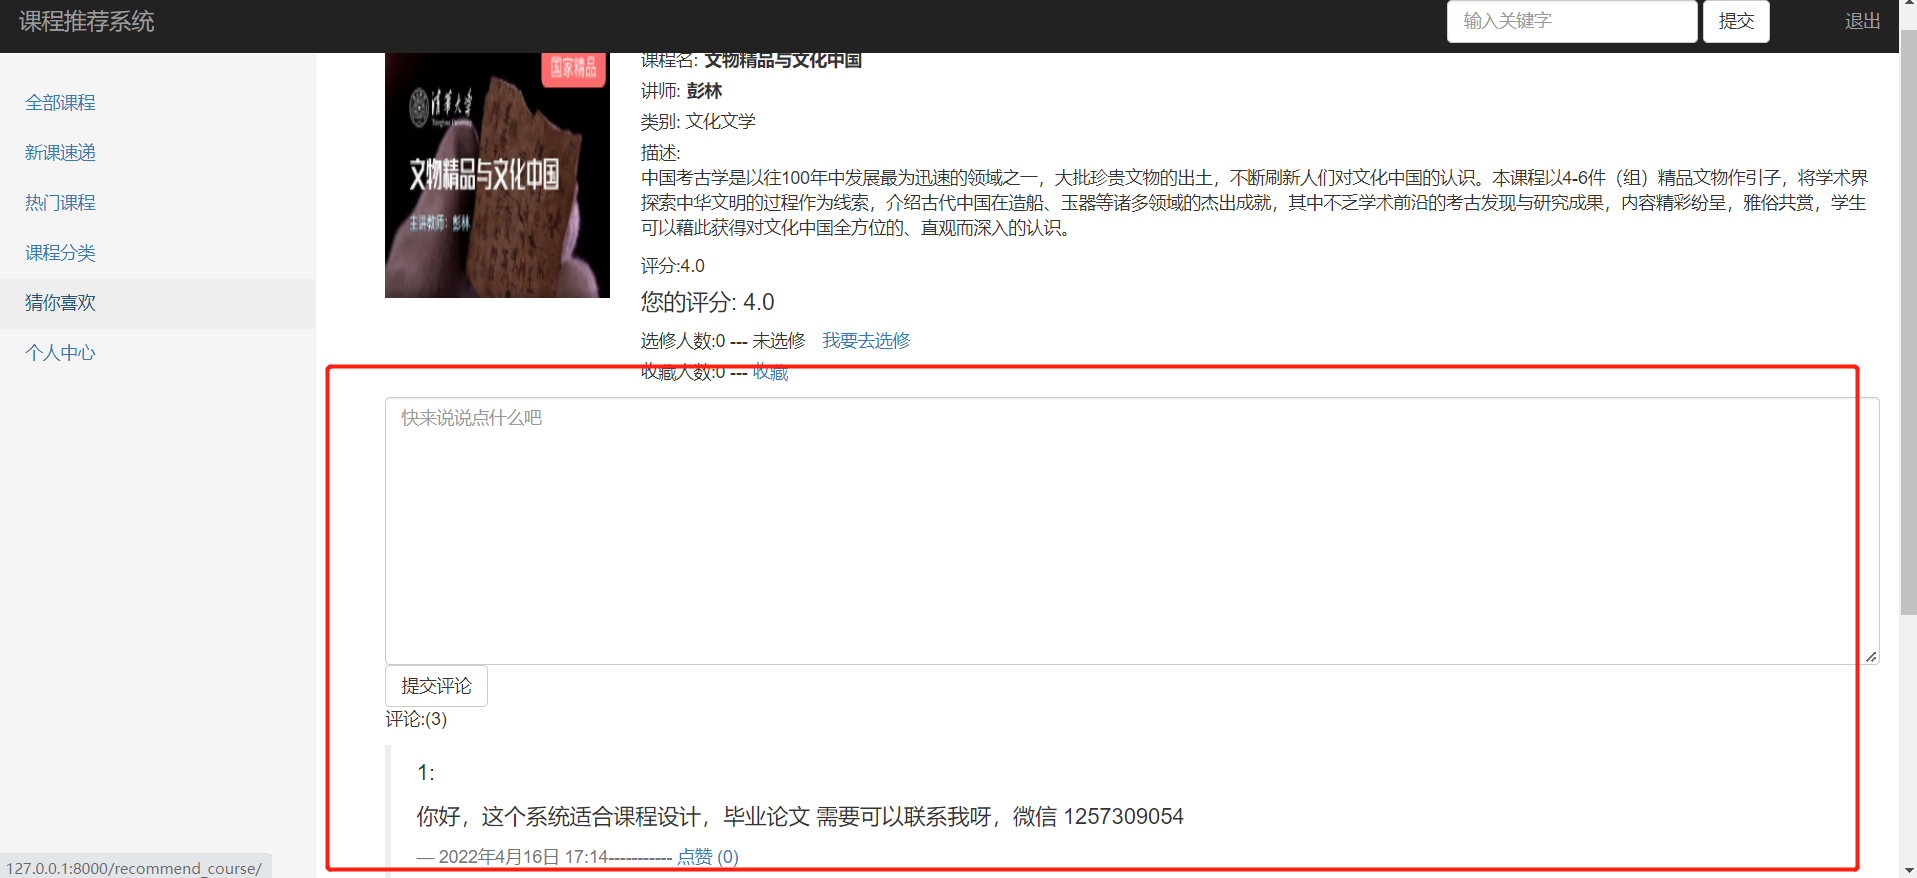 课程推荐系统
输入关键字
提交
退出
全部课程
新课速递
热门课程
课程分类
猜你喜欢
个人中心
国家精品
清华大学
Tsinghua University
文物精品与文化中国
主讲教师：彭林
课程名: 文物精品与文化中国
讲师: 彭林
类别: 文化文学
描述:
中国考古学是以往100年中发展最为迅速的领域之一，大批珍贵文物的出土，不断刷新人们对文化中国的认识。本课程以4-6件（组）精品文物作引子，将学术界
探索中华文明的过程作为线索，介绍古代中国在造船、玉器等诸多领域的杰出成就，其中不乏学术前沿的考古发现与研究成果，内容精彩纷呈，雅俗共赏，学生
可以藉此获得对文化中国全方位的、直观而深入的认识。
评分:4.0
您的评分: 4.0
选修人数:0 --- 未选修 我要去选修
收藏人数:0 --- 收藏
快来说说点什么吧
提交评论
评论:(3)
1:
你好，这个系统适合课程设计，毕业论文 需要可以联系我呀，微信 1257309054
— 2022年4月16日 17:14----------- 点赞 (0)
127.0.0.1:8000/recommend_course/